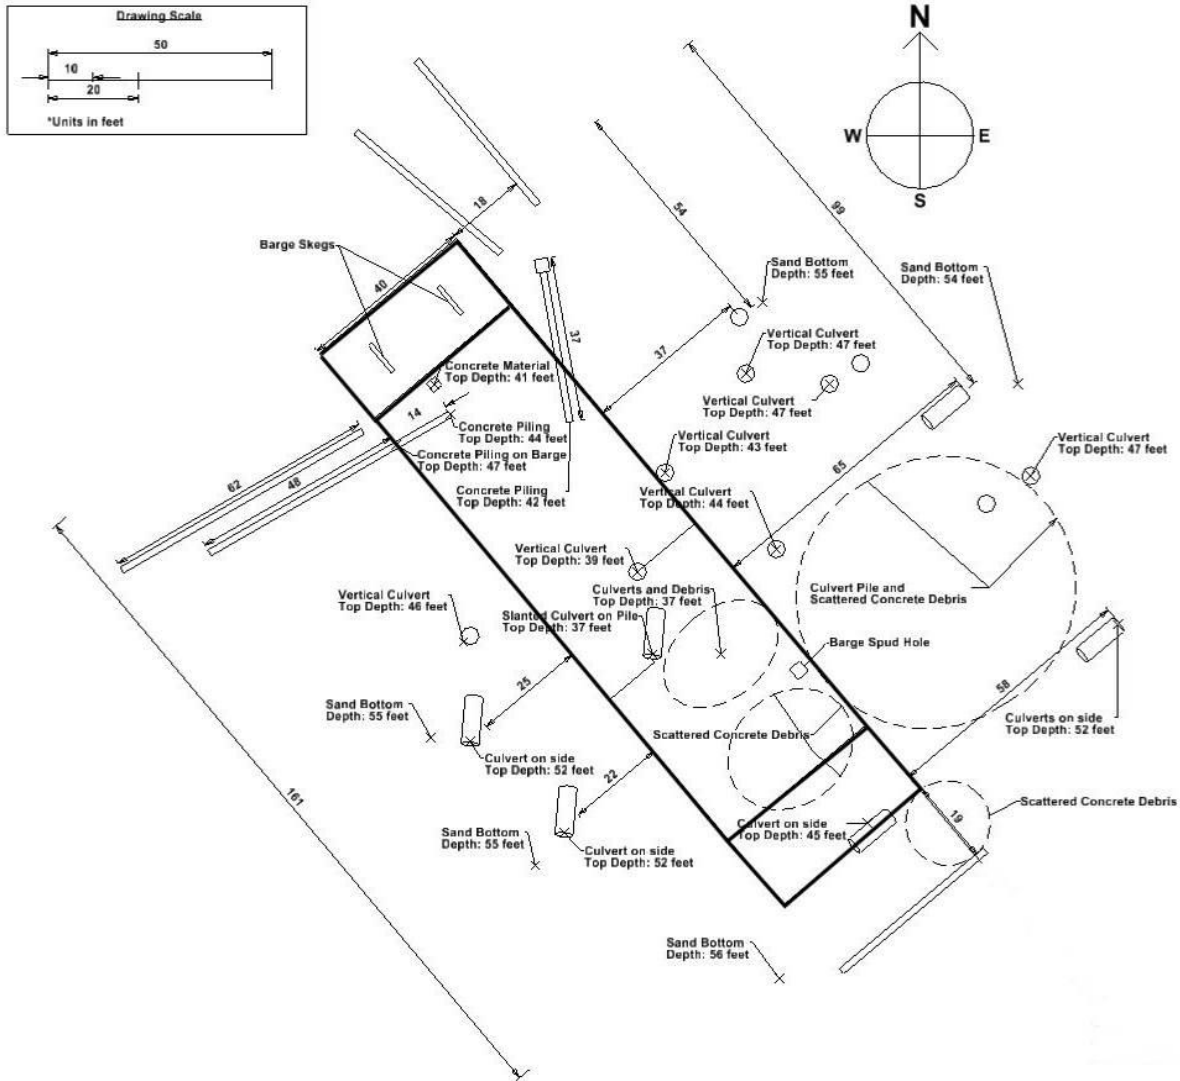 Drawing Scale
50
10
20
*Units in feet
N
W
E
S
18
54
99
Barge Skegs
40
37
Sand Bottom
Depth: 55 feet
Sand Bottom
Depth: 54 feet
37
Vertical Culvert
Top Depth: 47 feet
Concrete Material
Top Depth: 41 feet
Vertical Culvert
Top Depth: 47 feet
14
Concrete Piling
Top Depth: 44 feet
Vertical Culvert
Top Depth: 43 feet
Vertical Culvert
Top Depth: 47 feet
Concrete Piling on Barge
Top Depth: 47 feet
65
62
48
Concrete Piling
Top Depth: 42 feet
Vertical Culvert
Top Depth: 44 feet
Vertical Culvert
Top Depth: 39 feet
Culverts and Debris
Top Depth: 37 feet
Culvert Pile and
Scattered Concrete Debris
Vertical Culvert
Top Depth: 46 feet
Slanted Culvert on Pile
Top Depth: 37 feet
Barge Spud Hole
25
58
Sand Bottom
Depth: 55 feet
Culverts on side
Top Depth: 52 feet
Scattered Concrete Debris
Culvert on side
Top Depth: 52 feet
22
161
Scattered Concrete Debris
19
Culvert on side
Top Depth: 45 feet
Sand Bottom
Depth: 55 feet
Culvert on side
Top Depth: 52 feet
Sand Bottom
Depth: 56 feet